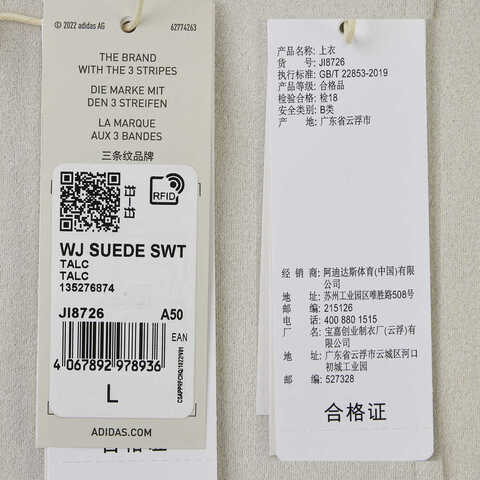 © 2022 adidas AG
62774263
THE BRAND
WITH THE 3 STRIPES
DIE MARKE MIT
DEN 3 STREIFEN
LA MARQUE
AUX 3 BANDES
三条纹品牌
扫一扫
RFID
WJ SUEDE SWT
TALC
TALC
135276874
JI8726 A50
EAN
4 067892 978936
L
ADIDAS.COM
合格证
产品名称: 上衣
货 号: JI8726
执行标准: GB/T 22853-2019
产品等级: 合格品
检验合格: 检18
安全类别: B类
产 地: 广东省云浮市
经 销 商: 阿迪达斯体育(中国)有限
公司
地 址: 苏州工业园区唯胜路508号
邮 编: 215126
电 话: 400 880 1515
厂 商: 宝嘉创业制衣厂(云浮)有
限公司
地 址: 广东省云浮市云城区河口
初城工业园
邮 编: 527328
合格证